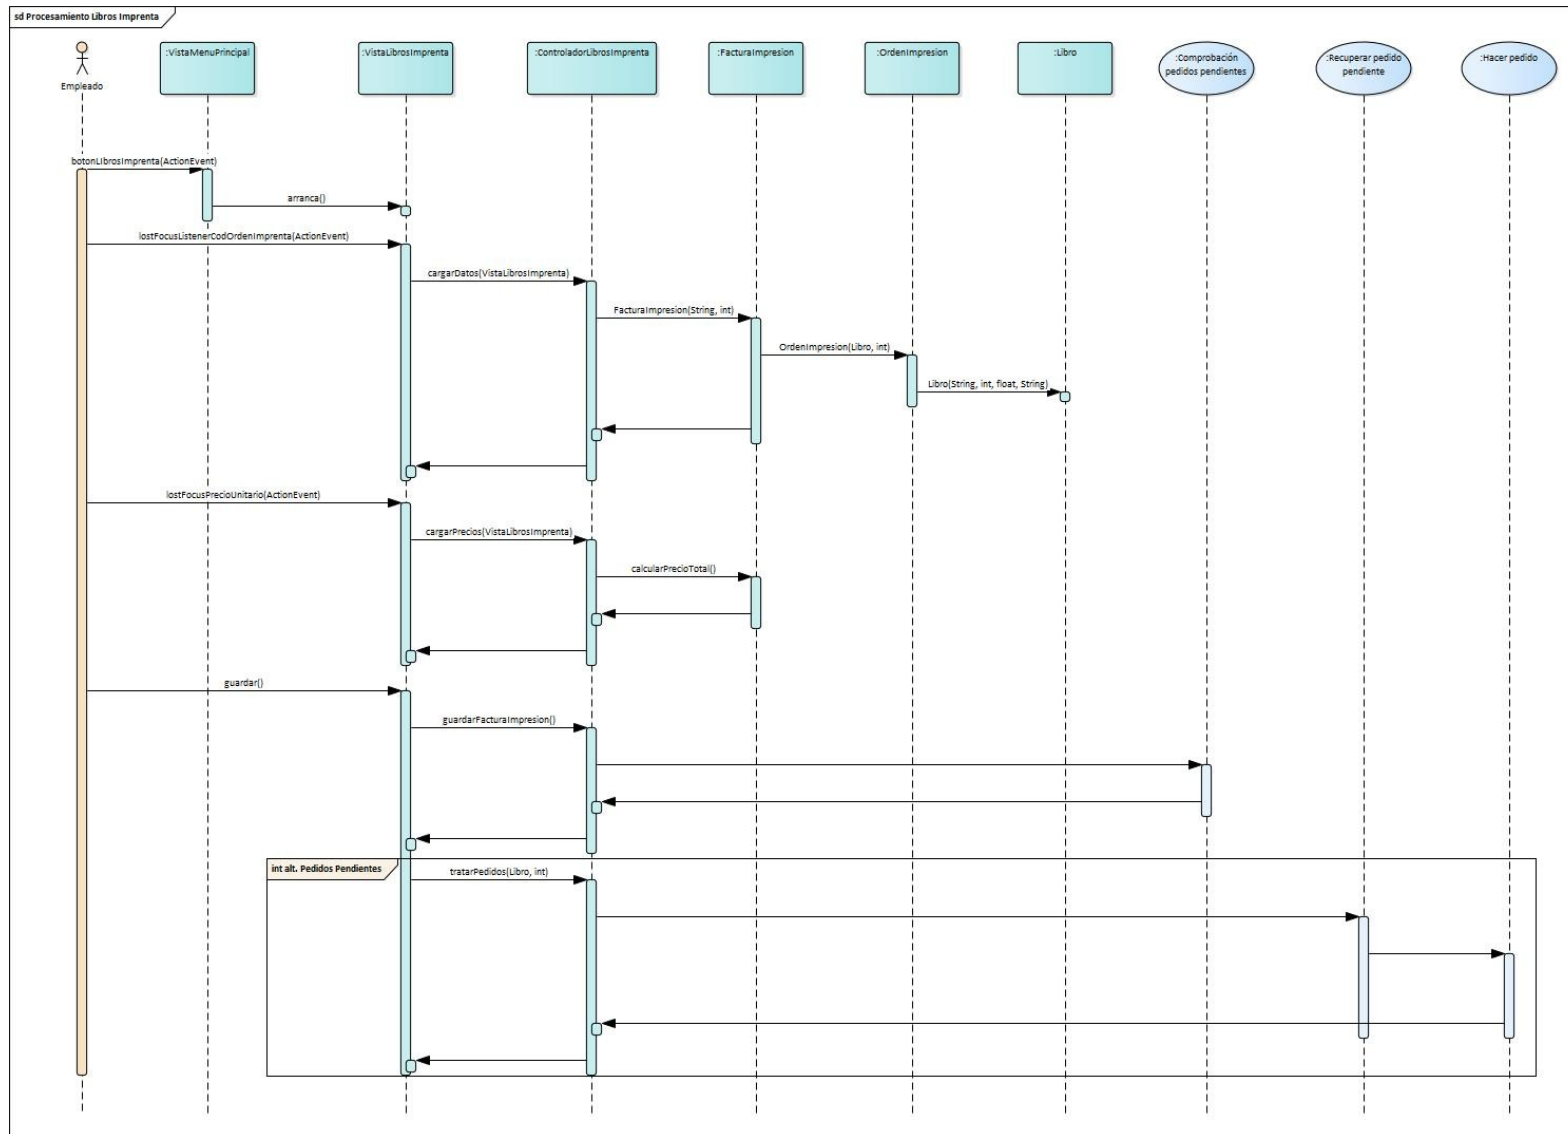 sd Procesamiento Libros Imprenta
Empleado
:VistaMenuPrincipal
:VistaLibrosImprenta
:ControladorLibrosImprenta
:FacturaImpresion
:OrdenImpresion
:Libro
:Comprobación
pedidos pendientes
:Recuperar pedido
pendiente
:Hacer pedido
botonLIbrosImprenta(ActionEvent)
arranca()
lostFocusListenerCodOrdenImprenta(ActionEvent)
cargarDatos(VistaLibrosImprenta)
FacturaImpresion(String, int)
OrdenImpresion(Libro, int)
Libro(String, int, float, String)
lostFocusPrecioUnitario(ActionEvent)
cargarPrecios(VistaLibrosImprenta)
calcularPrecioTotal()
guardar()
guardarFacturaImpresion()
int alt. Pedidos Pendientes
tratarPedidos(Libro, int)